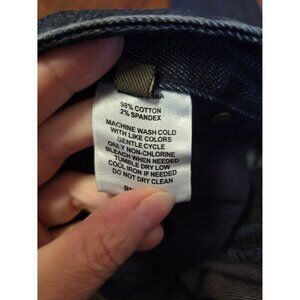 98% COTTON
2% SPANDEX
MACHINE WASH COLD
WITH LIKE COLORS
GENTLE CYCLE
ONLY NON-CHLORINE
BLEACH WHEN NEEDED
TUMBLE DRY LOW
COOL IRON IF NEEDED
DO NOT DRY CLEAN